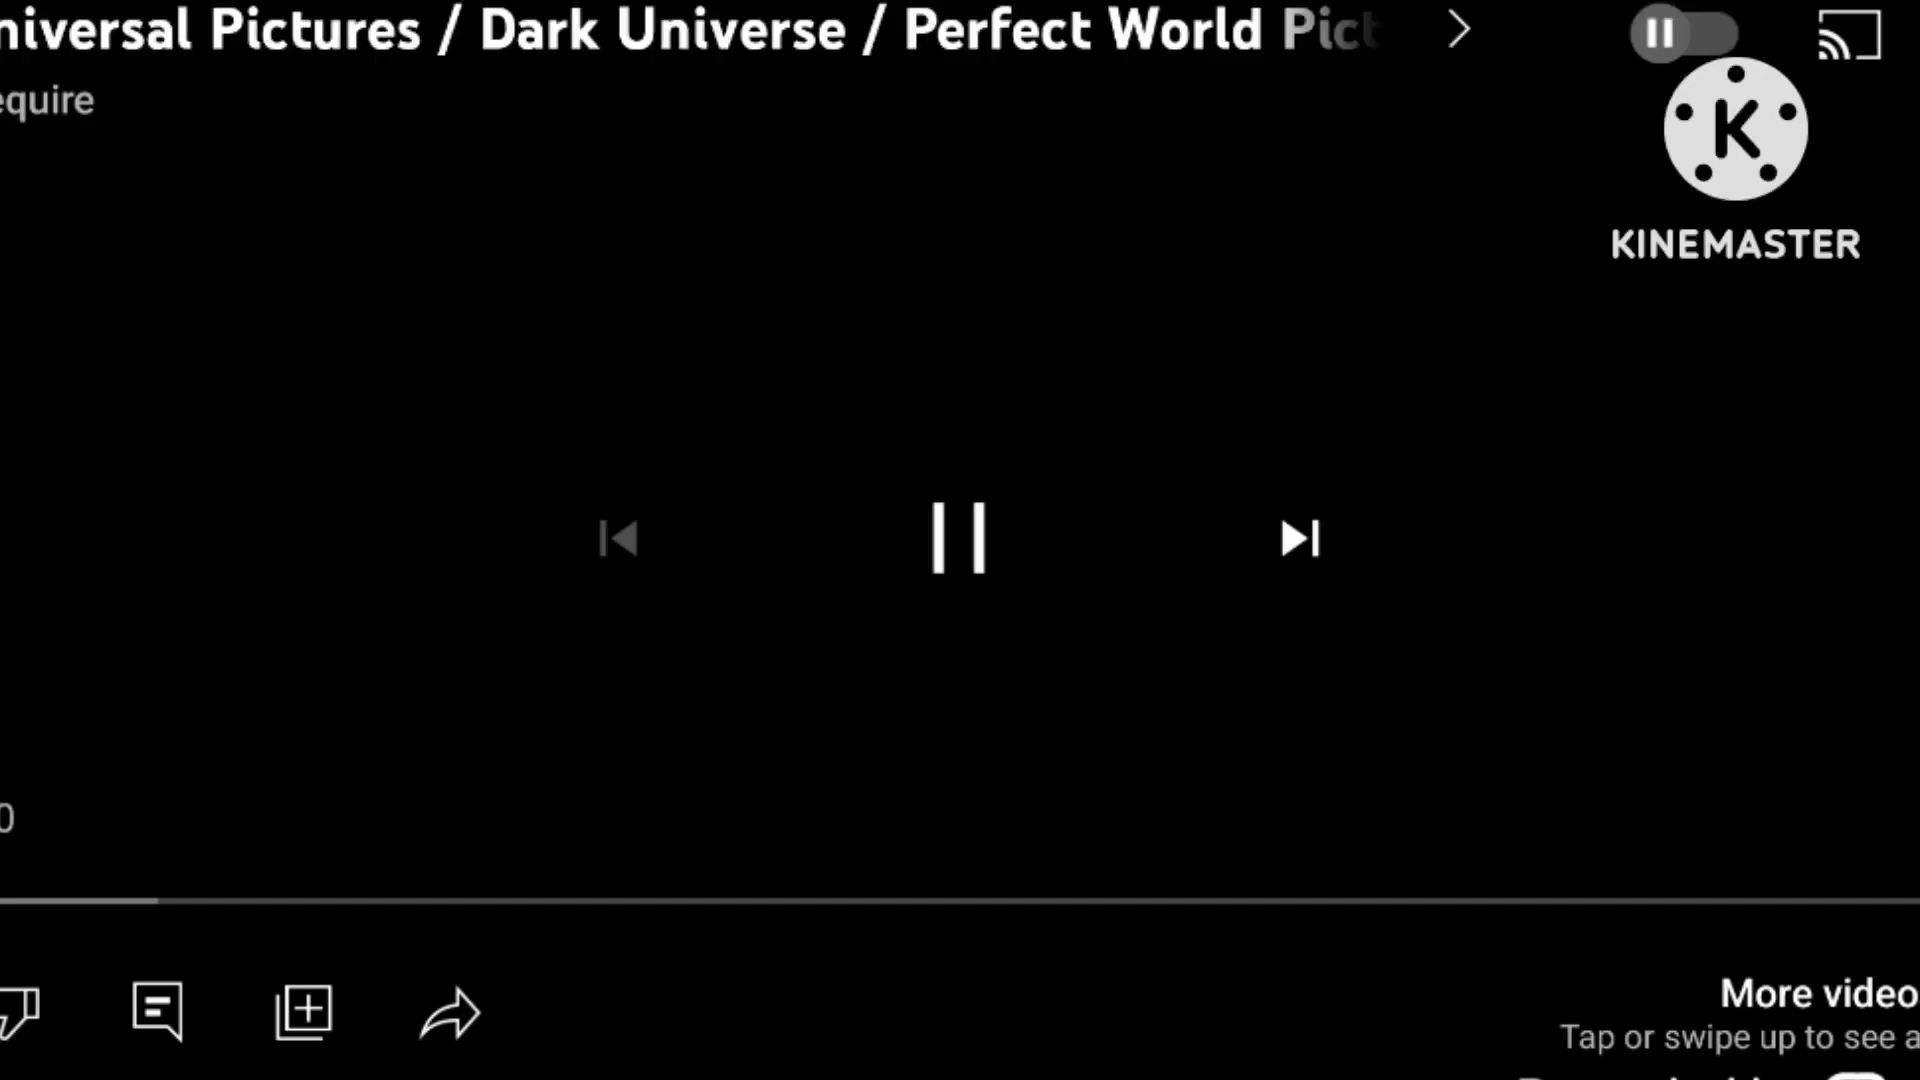 niversal Pictures / Dark Universe / Perfect World Pict
equire
K
KINEMASTER
0
More video
Tap or swipe up to see a